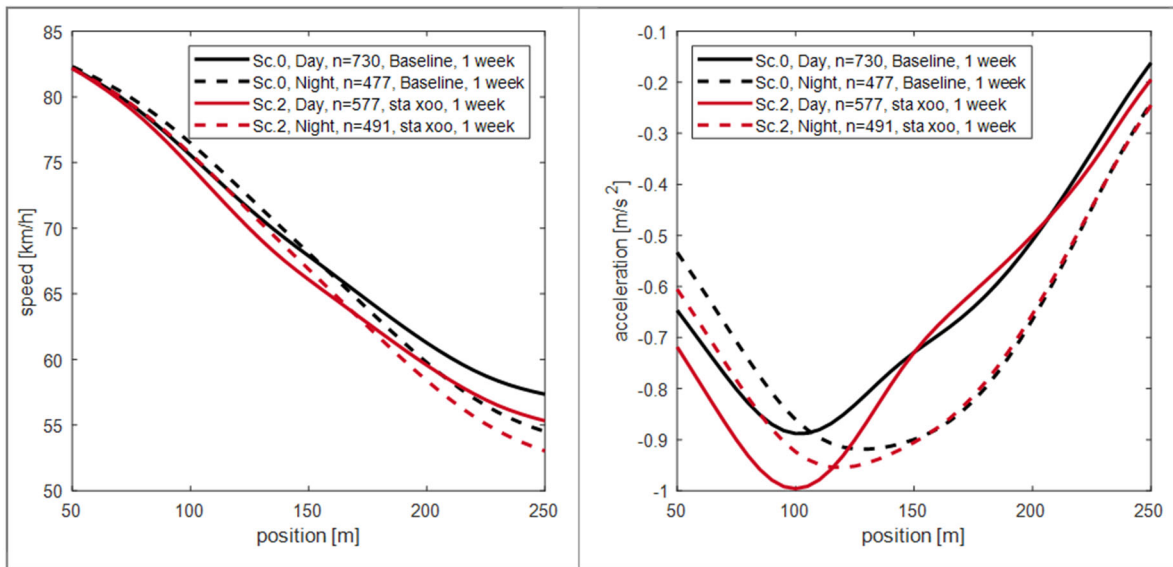 85
80
75
70
65
60
55
50
speed [km/h]
50
100
150
200
250
position [m]
Sc.0, Day, n=730, Baseline, 1 week
Sc.0, Night, n=477, Baseline, 1 week
Sc.2, Day, n=577, sta xoo, 1 week
Sc.2, Night, n=491, sta xoo, 1 week
-0.1
-0.2
-0.3
-0.4
-0.5
-0.6
-0.7
-0.8
-0.9
-1
acceleration [m/s²]
50
100
150
200
250
position [m]
Sc.0, Day, n=730, Baseline, 1 week
Sc.0, Night, n=477, Baseline, 1 week
Sc.2, Day, n=577, sta xoo, 1 week
Sc.2, Night, n=491, sta xoo, 1 week